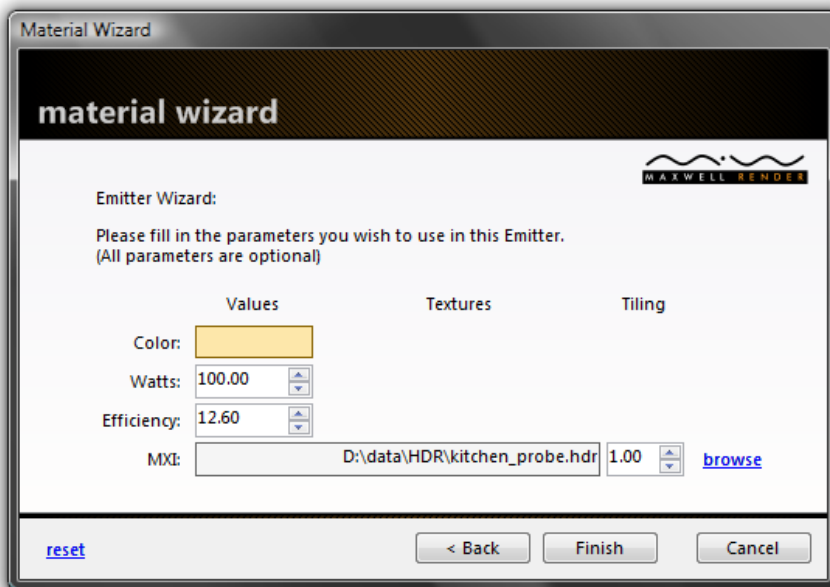 Material Wizard
material wizard
MAXWELL RENDER
Emitter Wizard:
Please fill in the parameters you wish to use in this Emitter.
(All parameters are optional)
Values Textures Tiling
Color:
Watts: 100.00
Efficiency: 12.60
MXI: D:\data\HDR\kitchen_probe.hdr 1.00 browse
reset < Back Finish Cancel